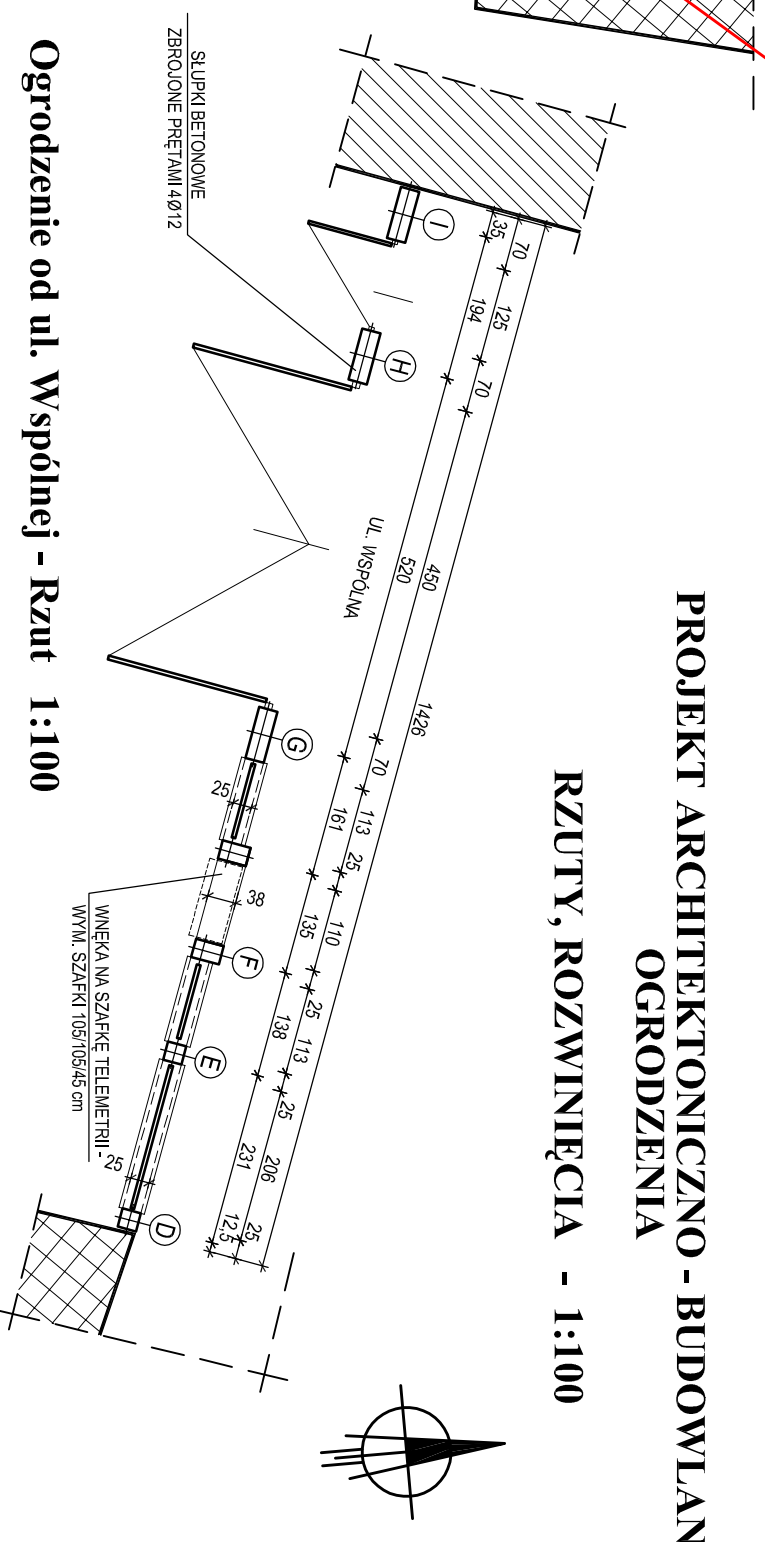 PROJEKT ARCHITEKTONICZNO - BUDOWLAN
OGRODZENIA
RZUTY, ROZWINIĘCIA - 1:100
1426
70
125
70
450
70
113
25
110
25
113
25
206
25
35
194
520
161
135
138
231
12,5
UL. WSPÓLNA
I
H
G
F
E
D
25
38
25
SŁUPKI BETONOWE
ZBROJONE PRĘTAMI 4Ø12
WNĘKA NA SZAFKĘ TELEMETRII -
WYM. SZAFKI 105/105/45 cm
Ogrodzenie od ul. Wspólnej - Rzut 1:100